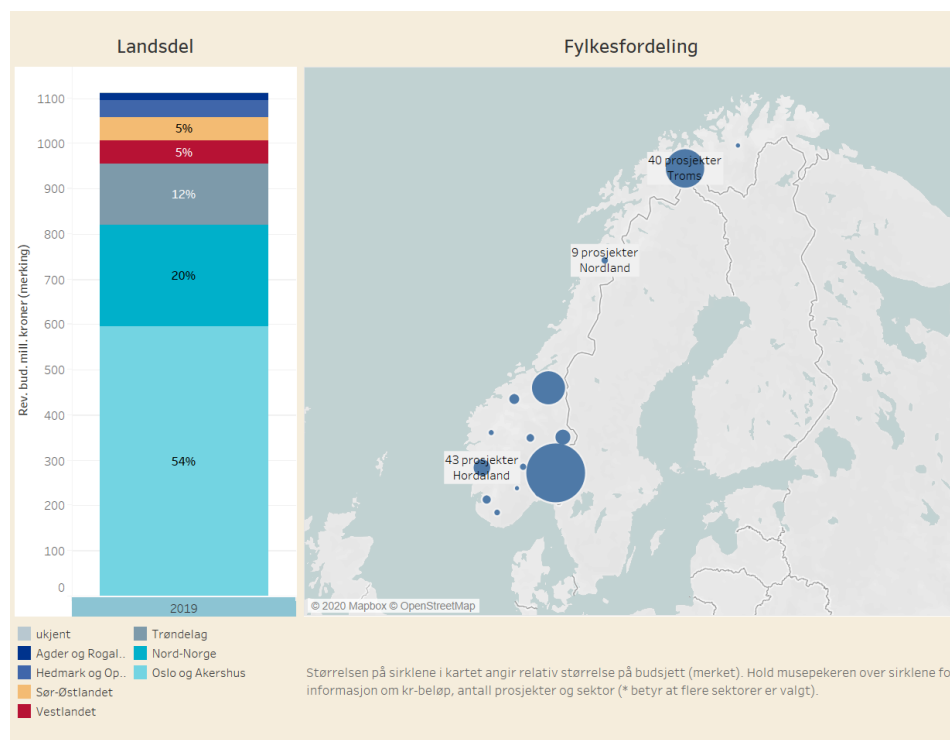 Landsdel
Fylkesfordeling
Rev. bud. mill. kroner (merking)
1100
1000
900
800
700
600
500
400
300
200
100
0
5%
5%
12%
20%
54%
2019
40 prosjekter
Troms
9 prosjekter
Nordland
43 prosjekter
Hordaland
© 2020 Mapbox © OpenStreetMap
ukjent
Agder og Rogal..
Hedmark og Op..
Sør-Østlandet
Vestlandet
Trøndelag
Nord-Norge
Oslo og Akershus
Størrelsen på sirklene i kartet angir relativ størrelse på budsjett (merket). Hold musepekeren over sirklene fo
informasjon om kr-beløp, antall prosjekter og sektor (* betyr at flere sektorer er valgt).